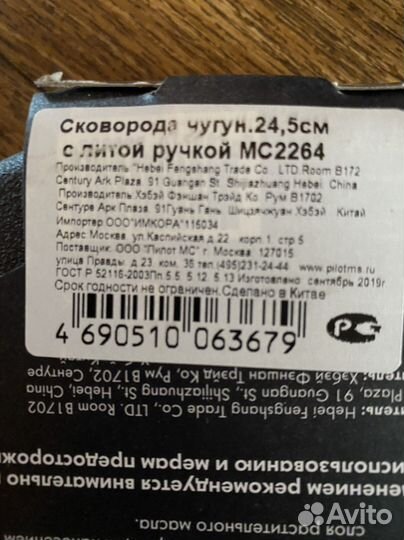 Сковорода чугун.24,5см
с литой ручкой МС2264
Производитель "Hebei Fengshang Trade Co. LTD.Room B172
Century Ark Plaza, 91 Guangan St. Shijiazhuang Hebei, China
Производитель Хэбэй Фэншан Трэйд Ко, Рум В1702
Сентуре Арк Плаза, 91Гуань Гень Шицзячжуан Хэбэй Китай
Импортер ООО"ИМКОРА"115034
Адрес Москва ул.Каспийская д.22 корп.1 стр 5
Поставщик: ООО "Пилот МС" г Москва 127015
улица Правды д 23, ком. 36 тел.(495)231-24-44 www.pilotms.ru
ГОСТ Р 52116-2003Пп.5.5, 5.12, 5.13 Изготовлено сентябрь 2019г
Срок годности не ограничен.Сделано в Китае
4 690510 063679
РС
слоя растительного масла.
менением рекомендуется внимательно
использованию и мерам предосторож
Hebei Fengshang Trade Co., LTD. Room B1702
Plaza, 91 Guangan St., Shijiazhuang St., Hebei, China
Хэбэй Фэншан Трэйд Ко, Рум В1702, Сентуре
Avito